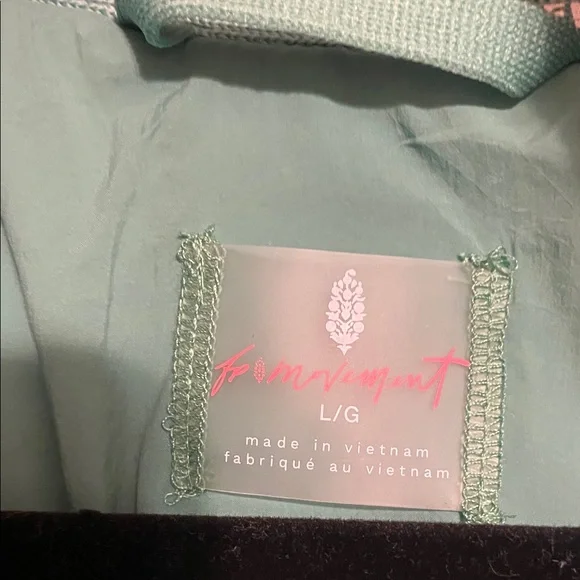 fp movement
L/G
made in vietnam
fabriqué au vietnam